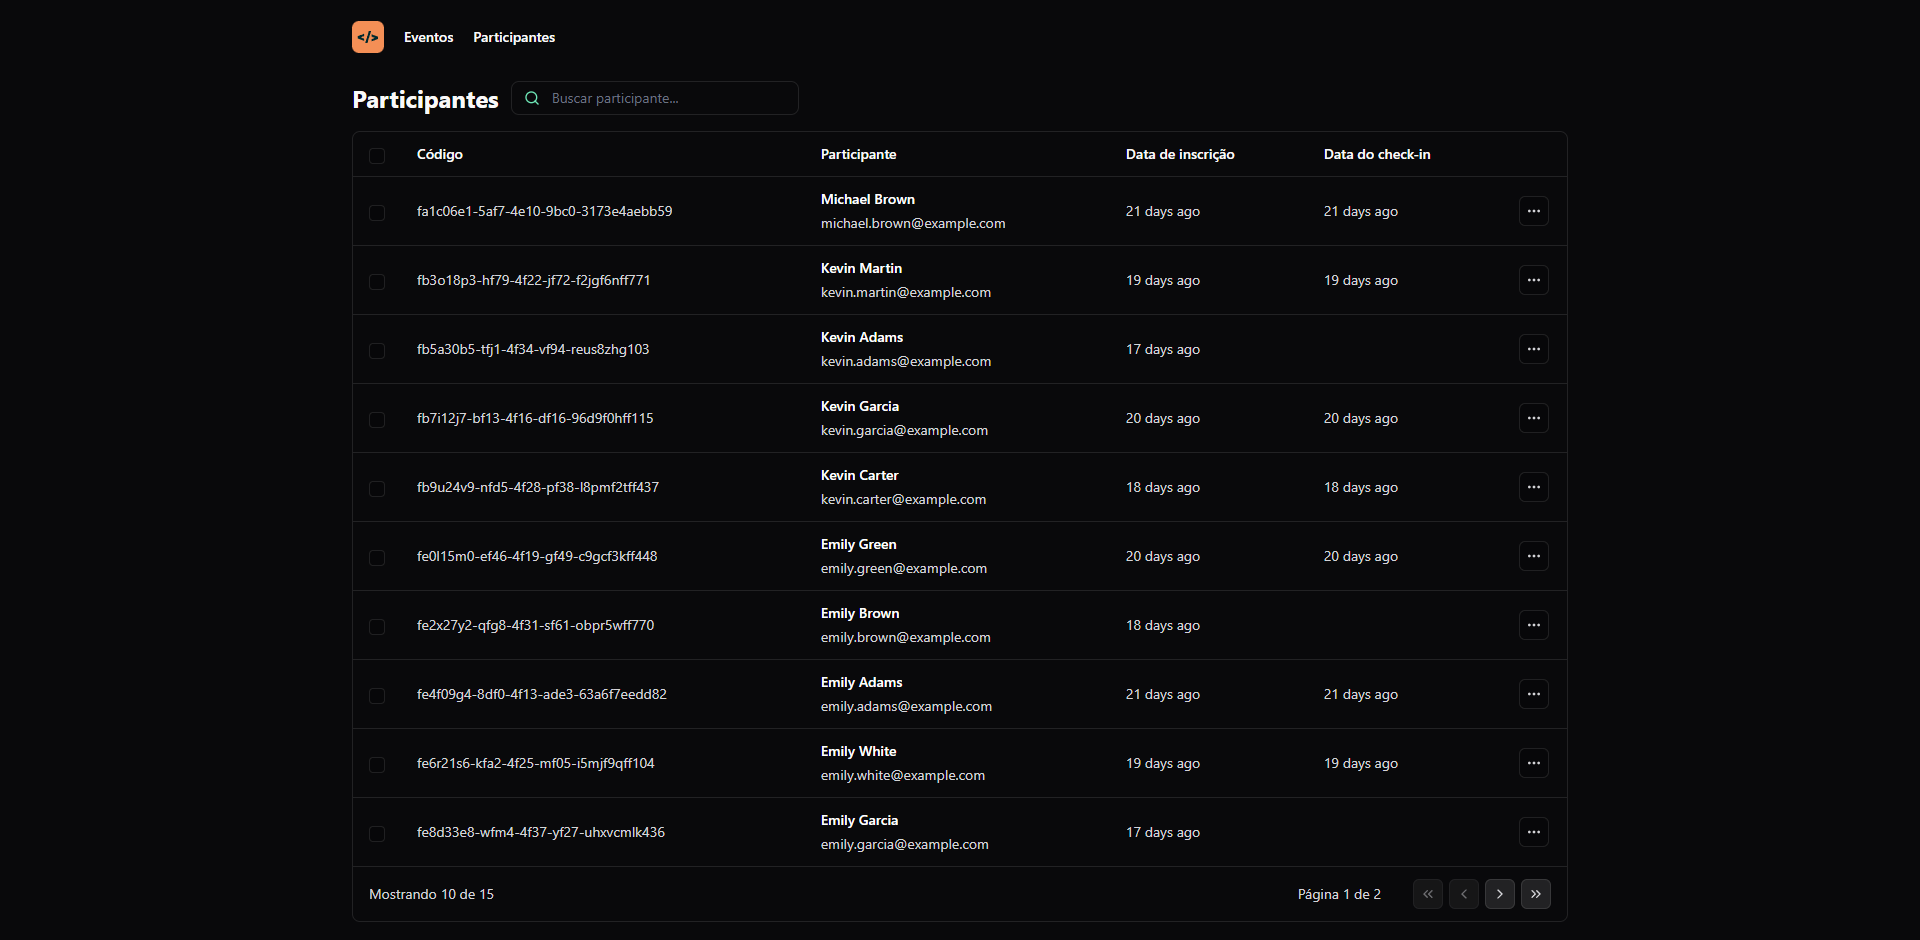 </> Eventos Participantes
Participantes Buscar participante...
Código Participante Data de inscrição Data do check-in
fa1c06e1-5af7-4e10-9bc0-3173e4aebb59 Michael Brown 21 days ago 21 days ago
michael.brown@example.com
fb3o18p3-hf79-4f22-jf72-f2jgf6nff771 Kevin Martin 19 days ago 19 days ago
kevin.martin@example.com
fb5a30b5-tfj1-4f34-vf94-reus8zhg103 Kevin Adams 17 days ago
kevin.adams@example.com
fb7i12j7-bf13-4f16-df16-96d9f0hff115 Kevin Garcia 20 days ago 20 days ago
kevin.garcia@example.com
fb9u24v9-nfd5-4f28-pf38-l8pmf2tff437 Kevin Carter 18 days ago 18 days ago
kevin.carter@example.com
fe0l15m0-ef46-4f19-gf49-c9gcf3kff448 Emily Green 20 days ago 20 days ago
emily.green@example.com
fe2x27y2-qfg8-4f31-sf61-obpr5wff770 Emily Brown 18 days ago
emily.brown@example.com
fe4f09g4-8df0-4f13-ade3-63a6f7eedd82 Emily Adams 21 days ago 21 days ago
emily.adams@example.com
fe6r21s6-kfa2-4f25-mf05-i5mjf9qff104 Emily White 19 days ago 19 days ago
emily.white@example.com
fe8d33e8-wfm4-4f37-yf27-uhxvcmlk436 Emily Garcia 17 days ago
emily.garcia@example.com
Mostrando 10 de 15 Página 1 de 2